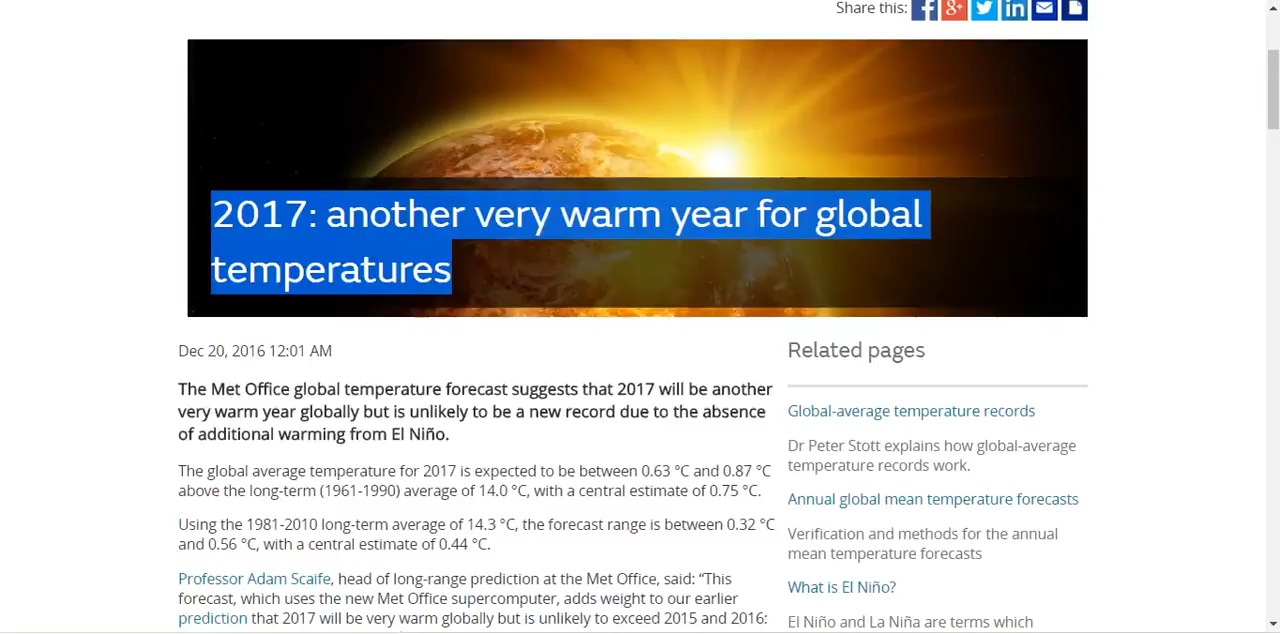 Share this:
2017: another very warm year for global
temperatures
Dec 20, 2016 12:01 AM
The Met Office global temperature forecast suggests that 2017 will be another
very warm year globally but is unlikely to be a new record due to the absence
of additional warming from El Niño.
The global average temperature for 2017 is expected to be between 0.63 °C and 0.87 °C
above the long-term (1961-1990) average of 14.0 °C, with a central estimate of 0.75 °C.
Using the 1981-2010 long-term average of 14.3 °C, the forecast range is between 0.32 °C
and 0.56 °C, with a central estimate of 0.44 °C.
Professor Adam Scaife, head of long-range prediction at the Met Office, said: “This
forecast, which uses the new Met Office supercomputer, adds weight to our earlier
prediction that 2017 will be very warm globally but is unlikely to exceed 2015 and 2016:
Related pages
Global-average temperature records
Dr Peter Stott explains how global-average
temperature records work.
Annual global mean temperature forecasts
Verification and methods for the annual
mean temperature forecasts
What is El Niño?
El Niño and La Niña are terms which